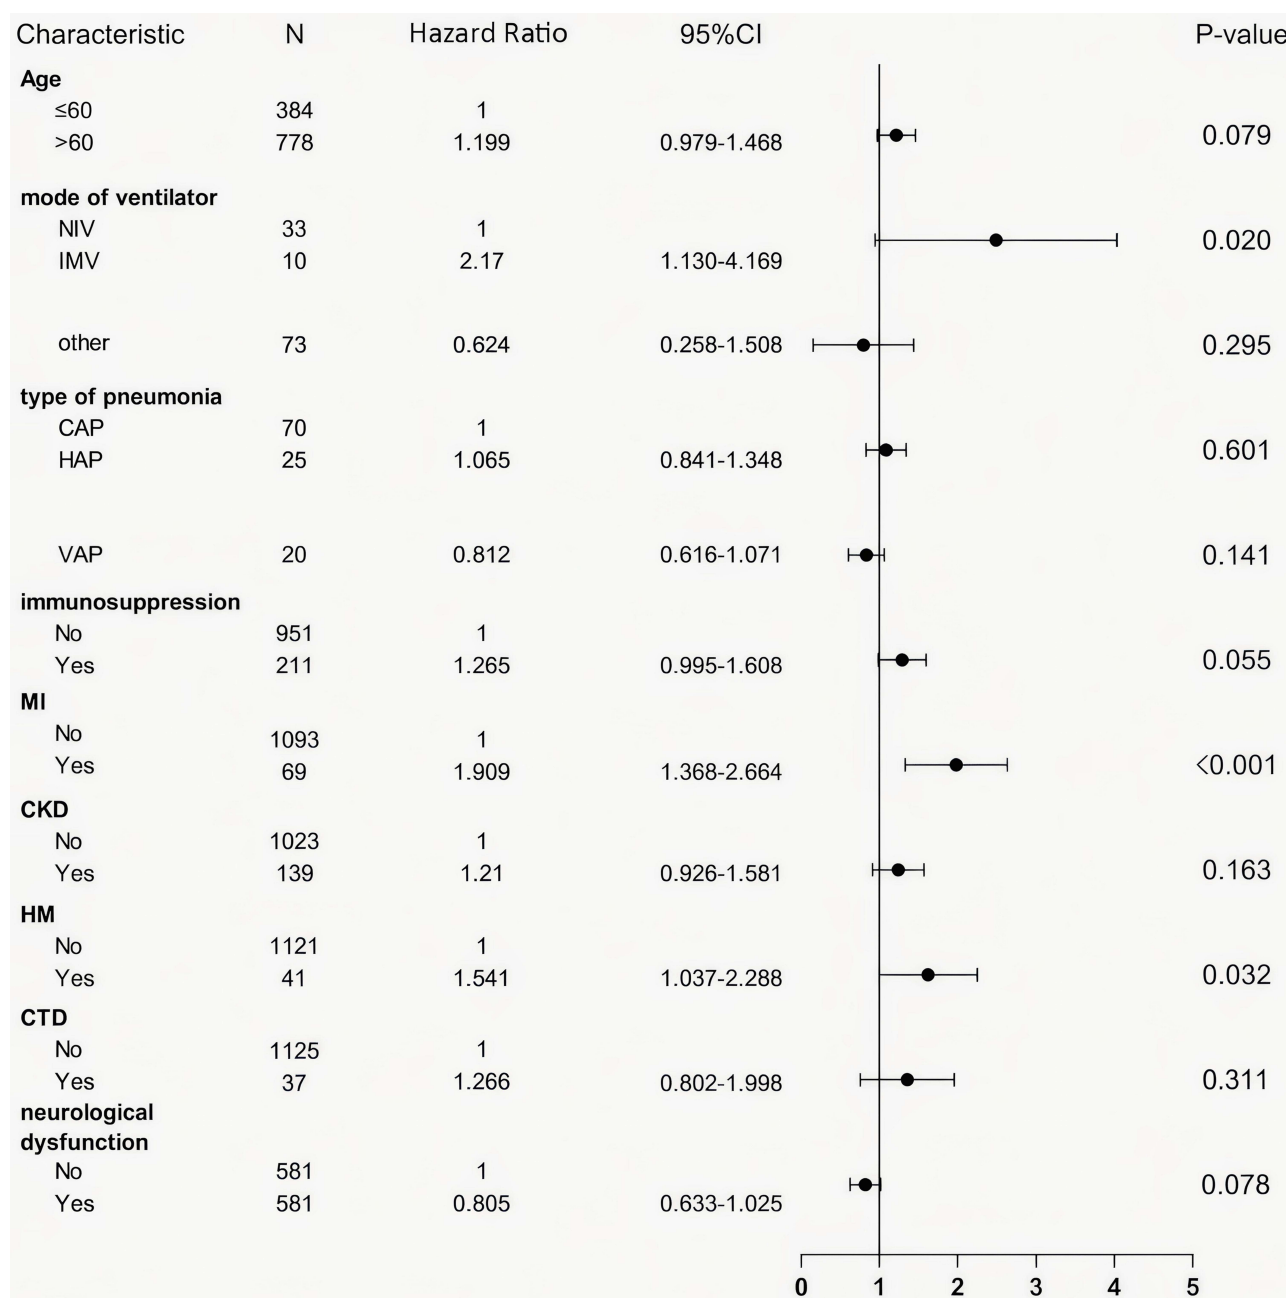 Characteristic N Hazard Ratio 95%CI P-value
Age
≤60 384 1
>60 778 1.199 0.979-1.468 0.079
mode of ventilator
NIV 33 1
IMV 10 2.17 1.130-4.169 0.020
other 73 0.624 0.258-1.508 0.295
type of pneumonia
CAP 70 1
HAP 25 1.065 0.841-1.348 0.601
VAP 20 0.812 0.616-1.071 0.141
immunosuppression
No 951 1
Yes 211 1.265 0.995-1.608 0.055
MI
No 1093 1
Yes 69 1.909 1.368-2.664 <0.001
CKD
No 1023 1
Yes 139 1.21 0.926-1.581 0.163
HM
No 1121 1
Yes 41 1.541 1.037-2.288 0.032
CTD
No 1125 1
Yes 37 1.266 0.802-1.998 0.311
neurological
dysfunction
No 581 1
Yes 581 0.805 0.633-1.025 0.078
0 1 2 3 4 5